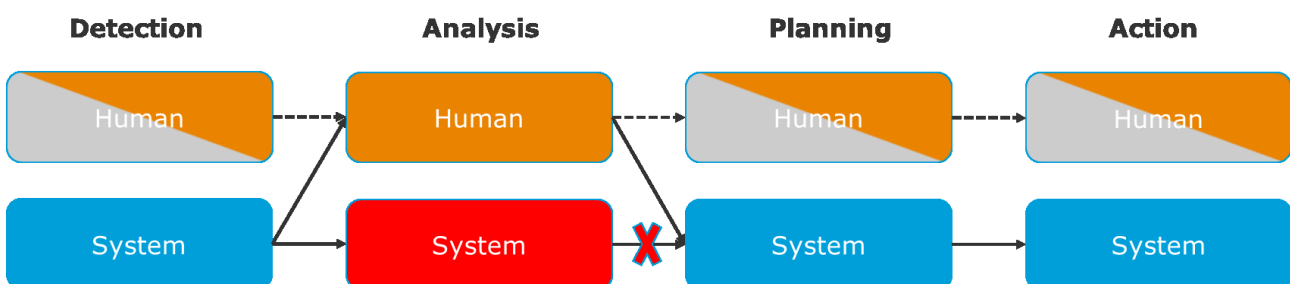 Detection Analysis Planning Action
Human Human Human Human
System System System System